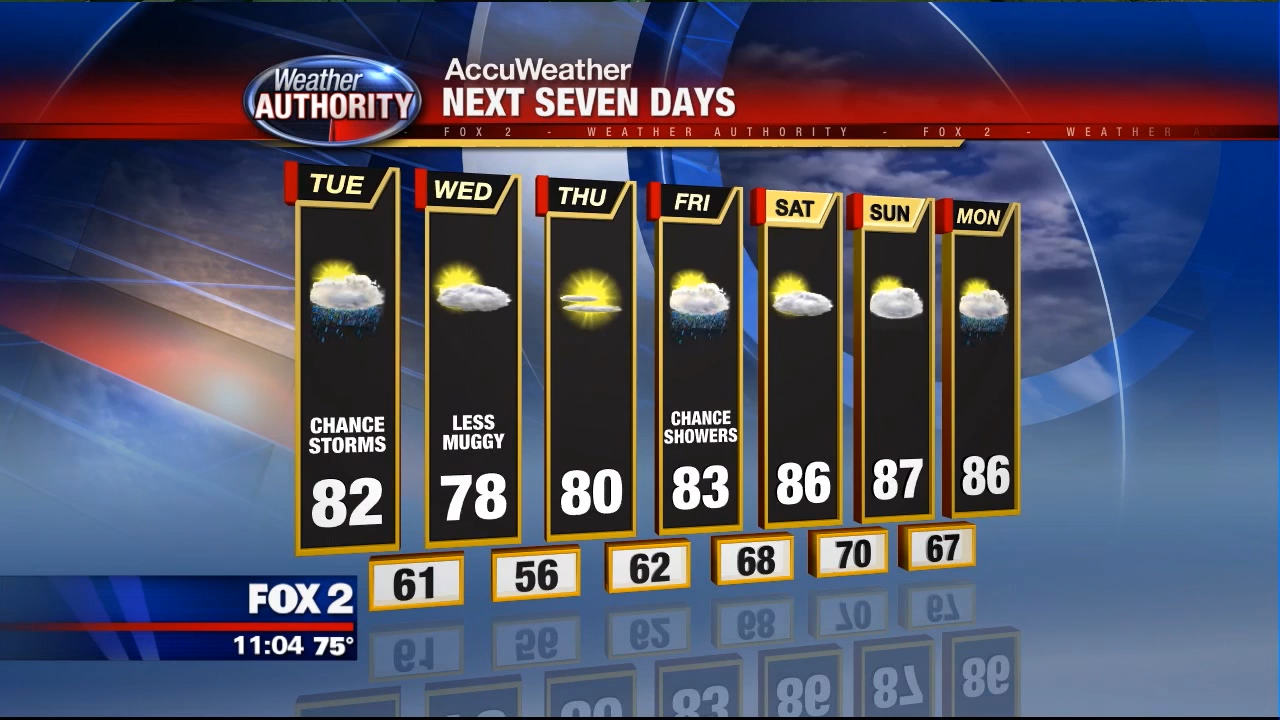 Weather
AUTHORITY
AccuWeather
NEXT SEVEN DAYS
FOX 2 - WEATHER AUTHORITY - FOX 2 - WEATHER
TUE
WED
THU
FRI
SAT
SUN
MON
CHANCE
STORMS
LESS
MUGGY
CHANCE
SHOWERS
82
78
80
83
86
87
86
61
56
62
68
70
67
FOX 2
11:04 75°